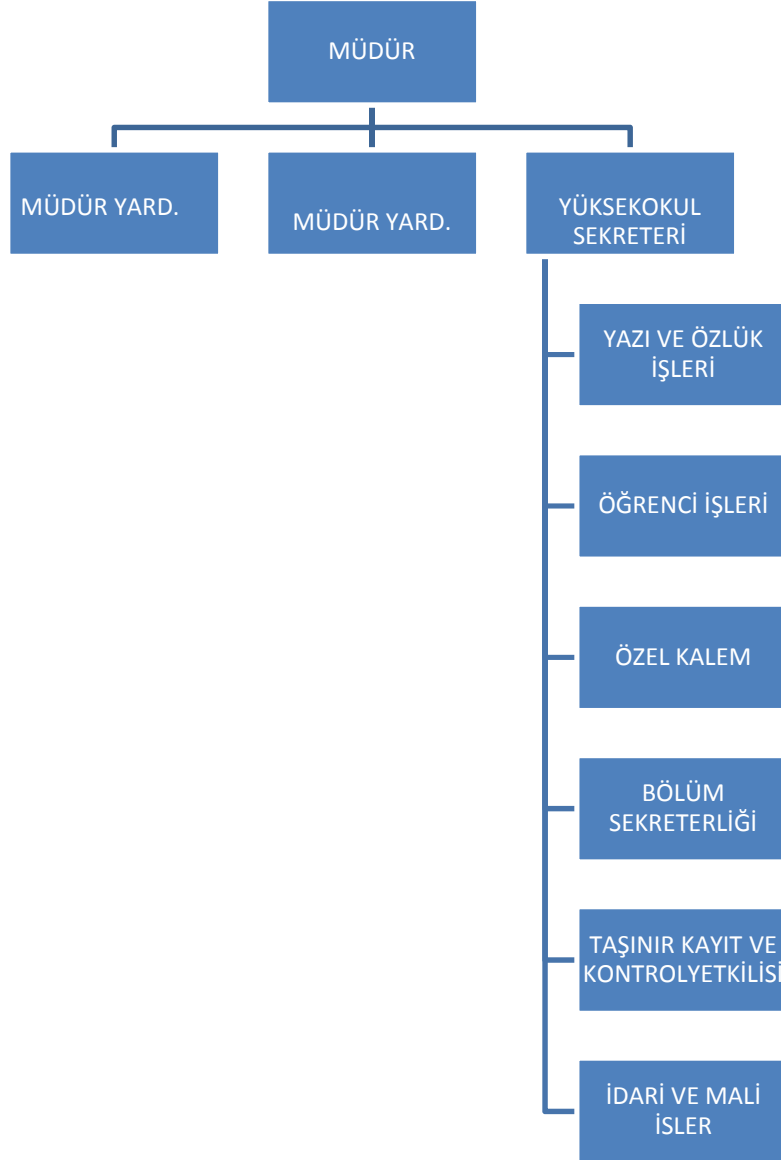 MÜDÜR
MÜDÜR YARD.
MÜDÜR YARD.
YÜKSEKOKUL
SEKRETERİ
YAZI VE ÖZLÜK
İŞLERİ
ÖĞRENCİ İŞLERİ
ÖZEL KALEM
BÖLÜM
SEKRETERLİĞİ
TAŞINIR KAYIT VE
KONTROLYETKİLİSİ
İDARİ VE MALİ
İSLER